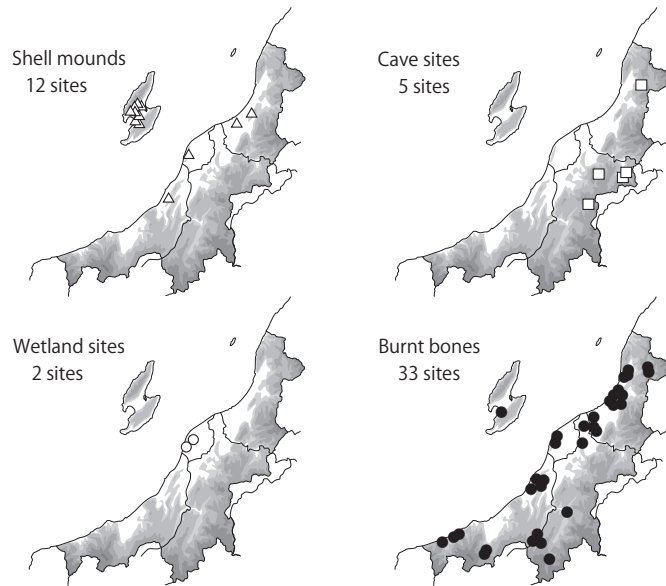 Shell mounds
12 sites
Cave sites
5 sites
Wetland sites
2 sites
Burnt bones
33 sites